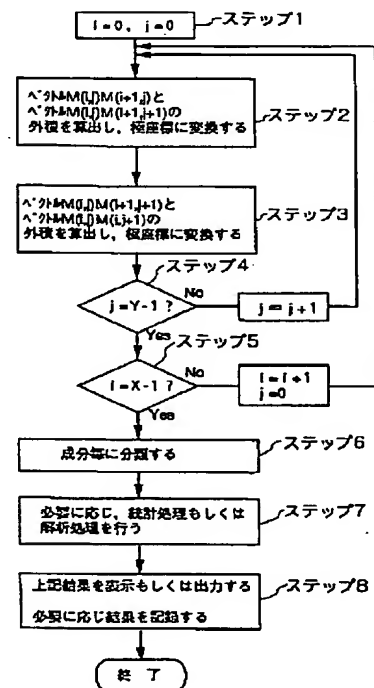 i=0, j=0
ステップ1
ベクトルM(i,j)M(i+1,j)と
ベクトルM(i,j)M(i+1,j+1)の
外積を算出し,極座標に変換する
ステップ2
ベクトルM(i,j)M(i+1,j+1)と
ベクトルM(i,j)M(i,j+1)の
外積を算出し,極座標に変換する
ステップ3
ステップ4
j=Y-1 ?
No
j=j+1
Yes
ステップ5
i=X-1 ?
No
i=i+1
j=0
Yes
成分毎に分類する
ステップ6
必要に応じ、統計処理もしくは
解析処理を行う
ステップ7
上記結果を表示もしくは出力する
必要に応じ結果を記録する
ステップ8
終 了